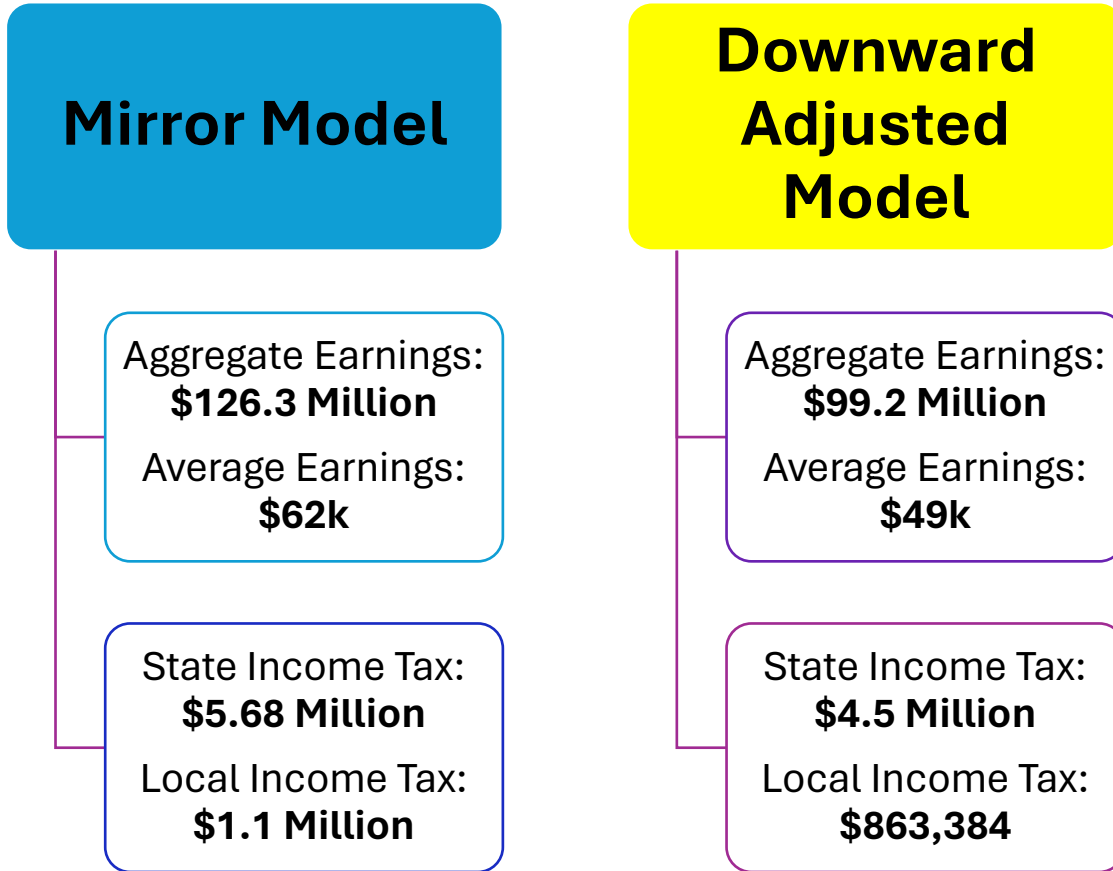 Mirror Model
Aggregate Earnings:
$126.3 Million
Average Earnings:
$62k
State Income Tax:
$5.68 Million
Local Income Tax:
$1.1 Million
Downward
Adjusted
Model
Aggregate Earnings:
$99.2 Million
Average Earnings:
$49k
State Income Tax:
$4.5 Million
Local Income Tax:
$863,384